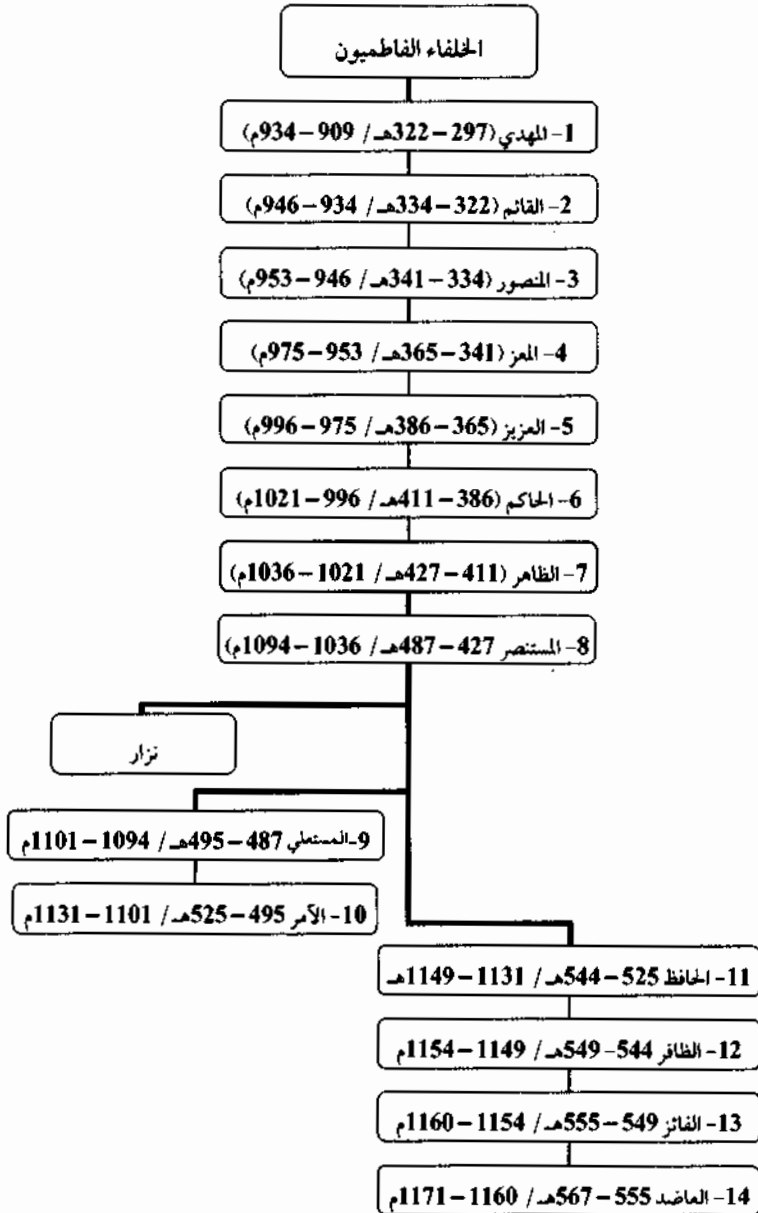 الخلفاء الفاطميون
1- المهدي (297–322هـ / 909–934م)
2- القائم (322–334هـ / 934–946م)
3- المنصور (334–341هـ / 946–953م)
4- المعز (341–365هـ / 953–975م)
5- العزيز (365–386هـ / 975–996م)
6- الحاكم (386–411هـ / 996–1021م)
7- الظاهر (411–427هـ / 1021–1036م)
8- المستنصر 427–487هـ / 1036–1094م)
نزار
9-المستعلي 487–495هـ / 1094–1101م
10- الآمر 495–525هـ / 1101–1131م
11- الحافظ 525–544هـ / 1131–1149هـ
12- الظافر 544-549هـ / 1149–1154م
13- الفائز 549–555هـ / 1154–1160م
14- العاضد 555–567هـ / 1160–1171م